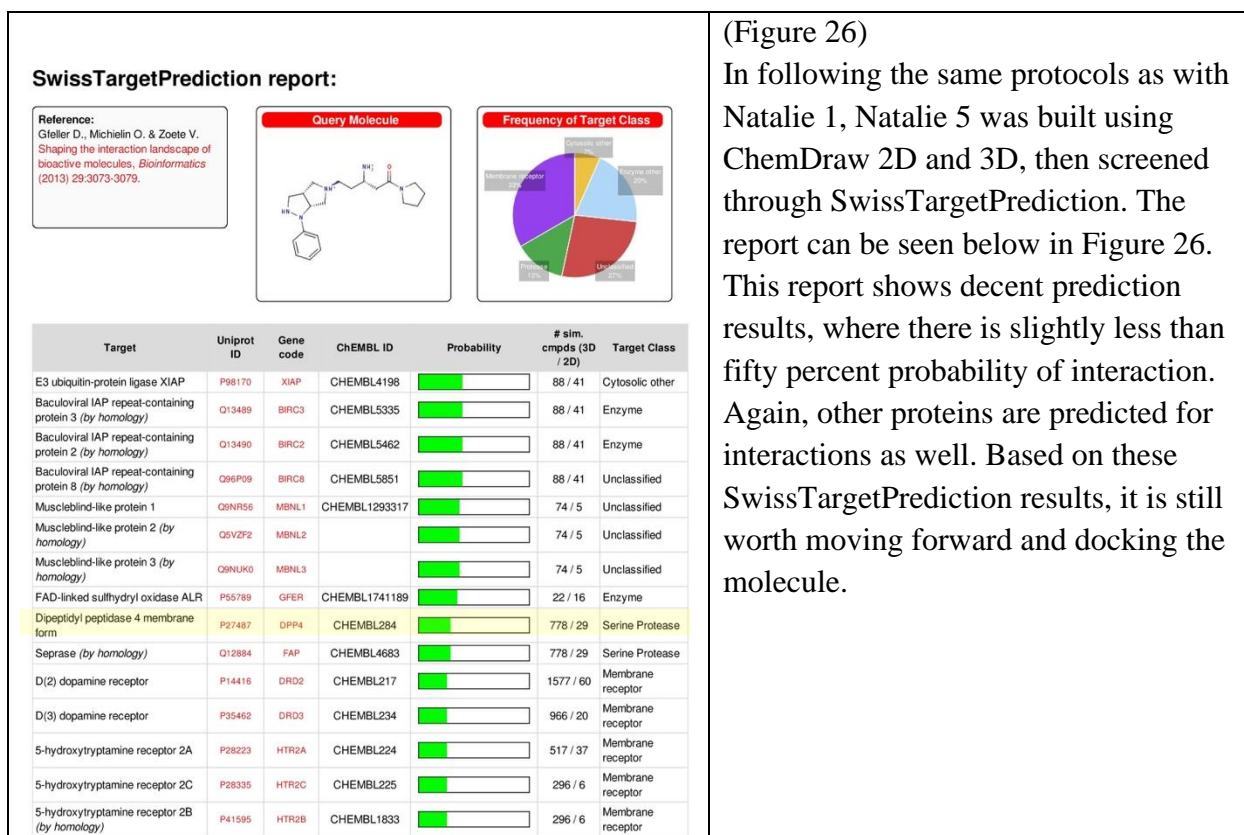 SwissTargetPrediction report:
Reference:
Gfeller D., Michielin O. & Zoete V.
Shaping the interaction landscape of
bioactive molecules, Bioinformatics
(2013) 29:3073-3079.
Query Molecule
NH
O
NH
N
HN
N
Frequency of Target Class
Cytosolic other
Enzyme other
20%
Unclassified
27%
Protease
13%
Membrane receptor
33%
Target Uniprot ID Gene code ChEMBL ID Probability # sim. cmpds (3D / 2D) Target Class
E3 ubiquitin-protein ligase XIAP P98170 XIAP CHEMBL4198 88 / 41 Cytosolic other
Baculoviral IAP repeat-containing
protein 3 (by homology) Q13489 BIRC3 CHEMBL5335 88 / 41 Enzyme
Baculoviral IAP repeat-containing
protein 2 (by homology) Q13490 BIRC2 CHEMBL5462 88 / 41 Enzyme
Baculoviral IAP repeat-containing
protein 8 (by homology) Q96P09 BIRC8 CHEMBL5851 88 / 41 Unclassified
Muscleblind-like protein 1 Q9NR56 MBNL1 CHEMBL1293317 74 / 5 Unclassified
Muscleblind-like protein 2 (by
homology) Q5VZF2 MBNL2 74 / 5 Unclassified
Muscleblind-like protein 3 (by
homology) Q9NUK0 MBNL3 74 / 5 Unclassified
FAD-linked sulfhydryl oxidase ALR P55789 GFER CHEMBL1741189 22 / 16 Enzyme
Dipeptidyl peptidase 4 membrane
form P27487 DPP4 CHEMBL284 778 / 29 Serine Protease
Seprase (by homology) Q12884 FAP CHEMBL4683 778 / 29 Serine Protease
D(2) dopamine receptor P14416 DRD2 CHEMBL217 1577 / 60 Membrane receptor
D(3) dopamine receptor P35462 DRD3 CHEMBL234 966 / 20 Membrane receptor
5-hydroxytryptamine receptor 2A P28223 HTR2A CHEMBL224 517 / 37 Membrane receptor
5-hydroxytryptamine receptor 2C P28335 HTR2C CHEMBL225 296 / 6 Membrane receptor
5-hydroxytryptamine receptor 2B
(by homology) P41595 HTR2B CHEMBL1833 296 / 6 Membrane receptor
(Figure 26)
In following the same protocols as with
Natalie 1, Natalie 5 was built using
ChemDraw 2D and 3D, then screened
through SwissTargetPrediction. The
report can be seen below in Figure 26.
This report shows decent prediction
results, where there is slightly less than
fifty percent probability of interaction.
Again, other proteins are predicted for
interactions as well. Based on these
SwissTargetPrediction results, it is still
worth moving forward and docking the
molecule.